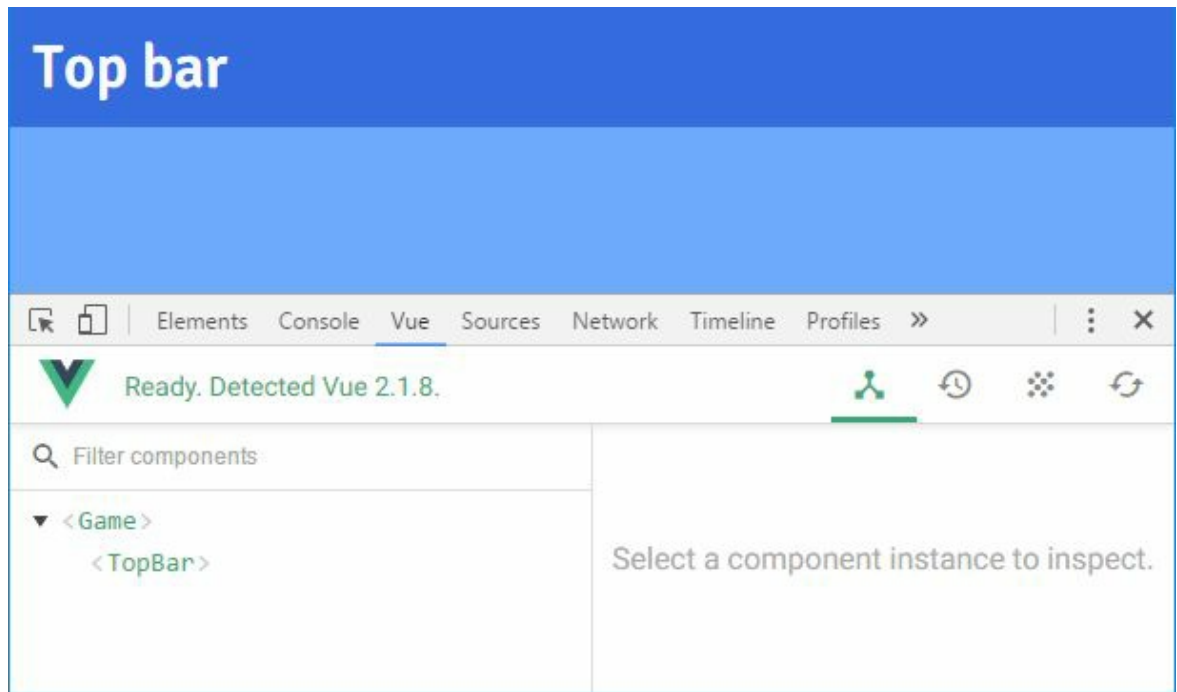 Top bar
Elements Console Vue Sources Network Timeline Profiles »
Ready. Detected Vue 2.1.8.
Filter components
▼ <Game>
<TopBar>
Select a component instance to inspect.